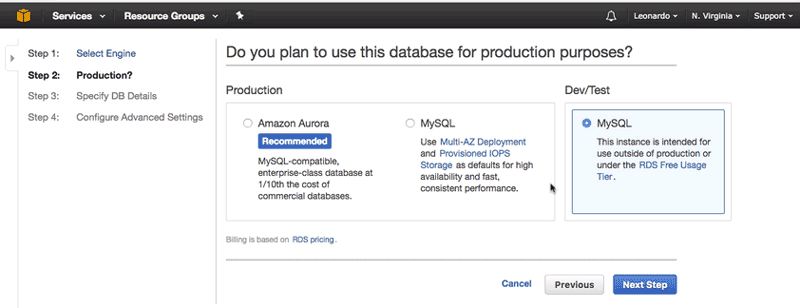 Services Resource Groups Leonardo N. Virginia Support
Step 1: Select Engine
Step 2: Production?
Step 3: Specify DB Details
Step 4: Configure Advanced Settings
Do you plan to use this database for production purposes?
Production
Amazon Aurora
Recommended
MySQL-compatible,
enterprise-class database at
1/10th the cost of
commercial databases.
MySQL
Use Multi-AZ Deployment
and Provisioned IOPS
Storage as defaults for high
availability and fast,
consistent performance.
Dev/Test
MySQL
This instance is intended for
use outside of production or
under the RDS Free Usage
Tier.
Billing is based on RDS pricing.
Cancel Previous Next Step